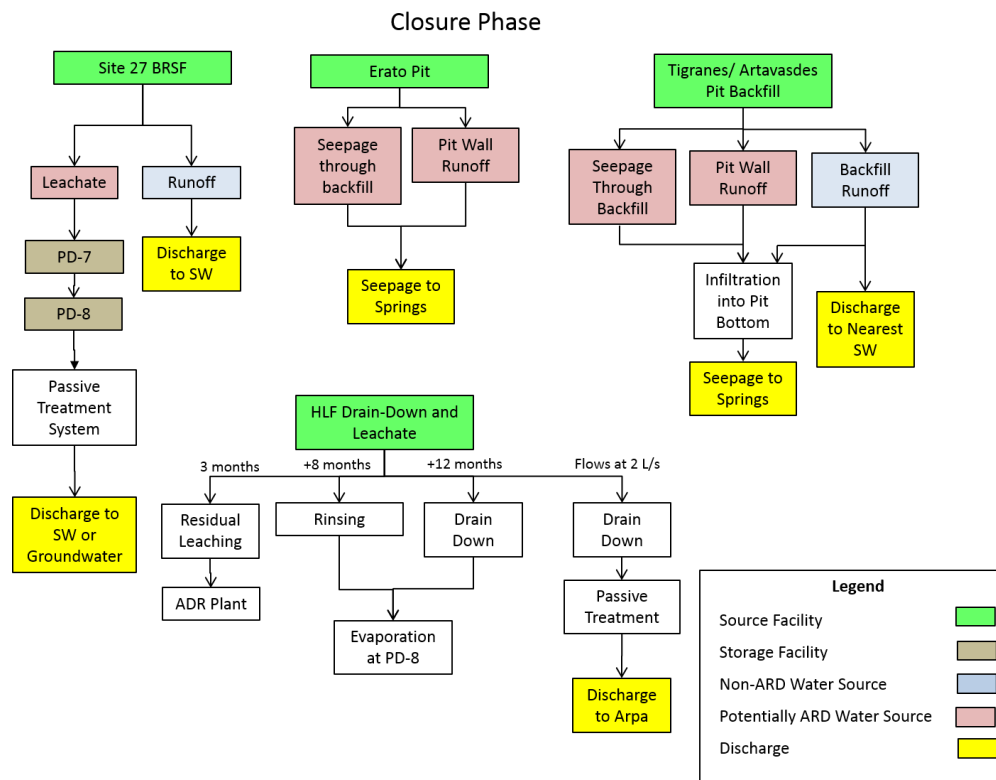 Closure Phase
Site 27 BRSF
Leachate
Runoff
PD-7
PD-8
Discharge
to SW
Passive
Treatment
System
Discharge to
SW or
Groundwater
Erato Pit
Seepage
through
backfill
Pit Wall
Runoff
Seepage to
Springs
Tigranes/ Artavasdes
Pit Backfill
Seepage
Through
Backfill
Pit Wall
Runoff
Backfill
Runoff
Infiltration
into Pit
Bottom
Discharge
to Nearest
SW
Seepage to
Springs
HLF Drain-Down and
Leachate
3 months
+8 months
+12 months
Flows at 2 L/s
Residual
Leaching
Rinsing
Drain
Down
Drain
Down
ADR Plant
Evaporation
at PD-8
Passive
Treatment
Discharge
to Arpa
Legend
Source Facility
Storage Facility
Non-ARD Water Source
Potentially ARD Water Source
Discharge